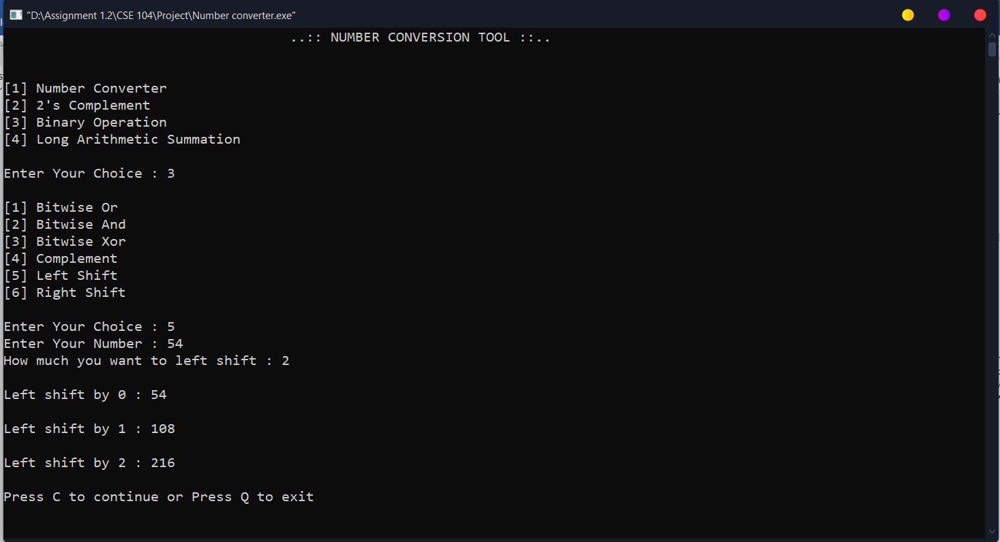 "D:\Assignment 1.2\CSE 104\Project\Number converter.exe"
..:: NUMBER CONVERSION TOOL ::..
[1] Number Converter
[2] 2's Complement
[3] Binary Operation
[4] Long Arithmetic Summation
Enter Your Choice : 3
[1] Bitwise Or
[2] Bitwise And
[3] Bitwise Xor
[4] Complement
[5] Left Shift
[6] Right Shift
Enter Your Choice : 5
Enter Your Number : 54
How much you want to left shift : 2
Left shift by 0 : 54
Left shift by 1 : 108
Left shift by 2 : 216
Press C to continue or Press Q to exit